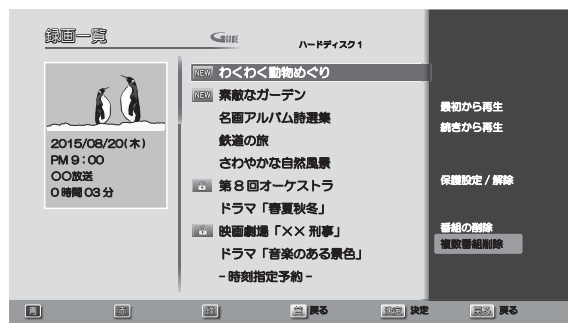 録画一覧
GGUIDE
ハードディスク1
NEW わくわく動物めぐり
NEW 素敵なガーデン
名画アルバム詩選集
鉄道の旅
さわやかな自然風景
第8回オーケストラ
ドラマ「春夏秋冬」
映画劇場「×× 刑事」
ドラマ「音楽のある景色」
- 時刻指定予約 -
2015/08/20(木)
PM 9:00
〇〇放送
0 時間 03 分
最初から再生
続きから再生
保護設定 / 解除
番組の削除
複数番組削除
青
赤
緑
黄 戻る
決定 決定
戻る 戻る